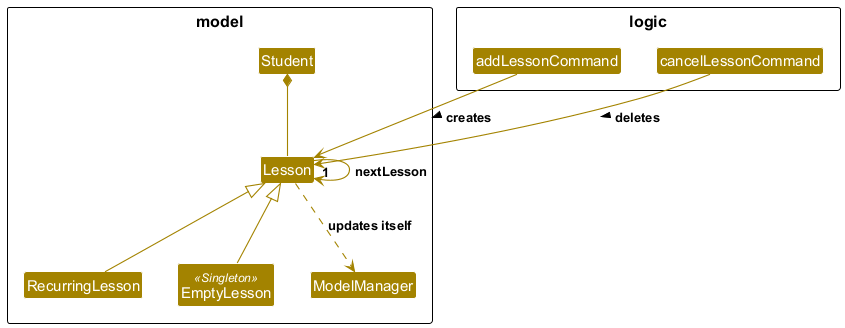 model
logic
Student
addLessonCommand
cancelLessonCommand
creates
deletes
Lesson
1
nextLesson
updates itself
RecurringLesson
«Singleton»
EmptyLesson
ModelManager